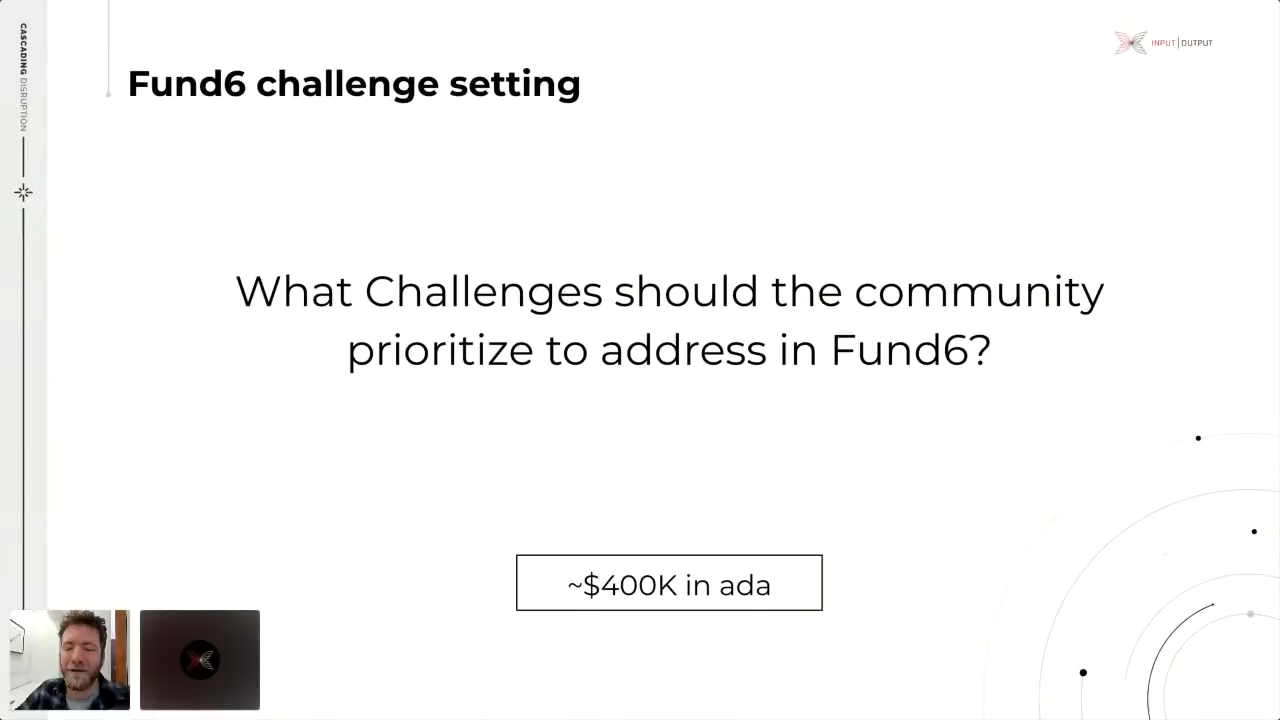 CASCADING DISRUPTION
INPUT|OUTPUT
Fund6 challenge setting
What Challenges should the community
prioritize to address in Fund6?
~$400K in ada